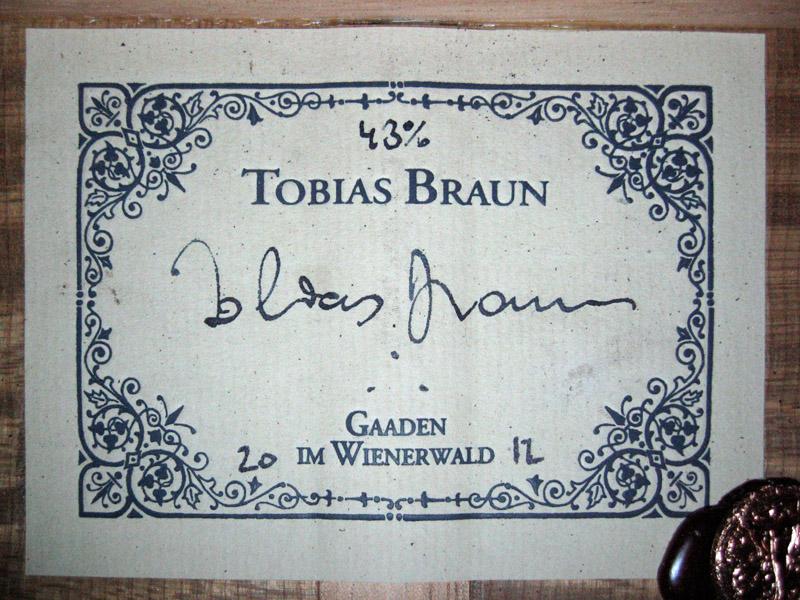 43%
TOBIAS BRAUN
Tobias Braun
GAADEN
20 IM WIENERWALD 12